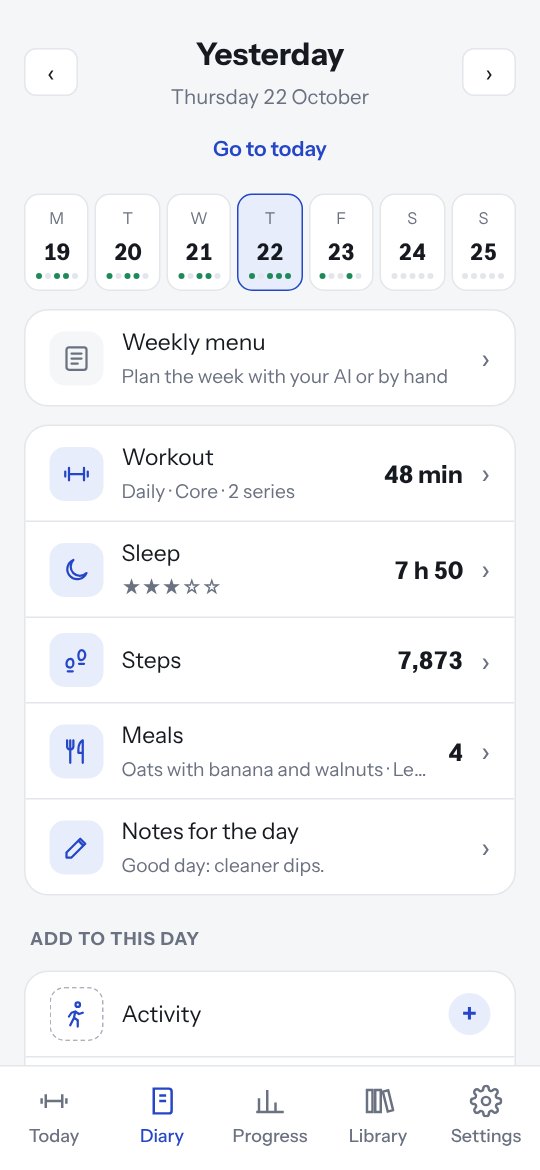 ‹
Yesterday
›
Thursday 22 October
Go to today
M T W T F S S
19 20 21 22 23 24 25
Weekly menu
Plan the week with your AI or by hand
›
Workout
Daily · Core · 2 series
48 min ›
Sleep
★★★☆☆
7 h 50 ›
Steps
7,873 ›
Meals
Oats with banana and walnuts · Le…
4 ›
Notes for the day
Good day: cleaner dips.
›
ADD TO THIS DAY
Activity
+
Today Diary Progress Library Settings